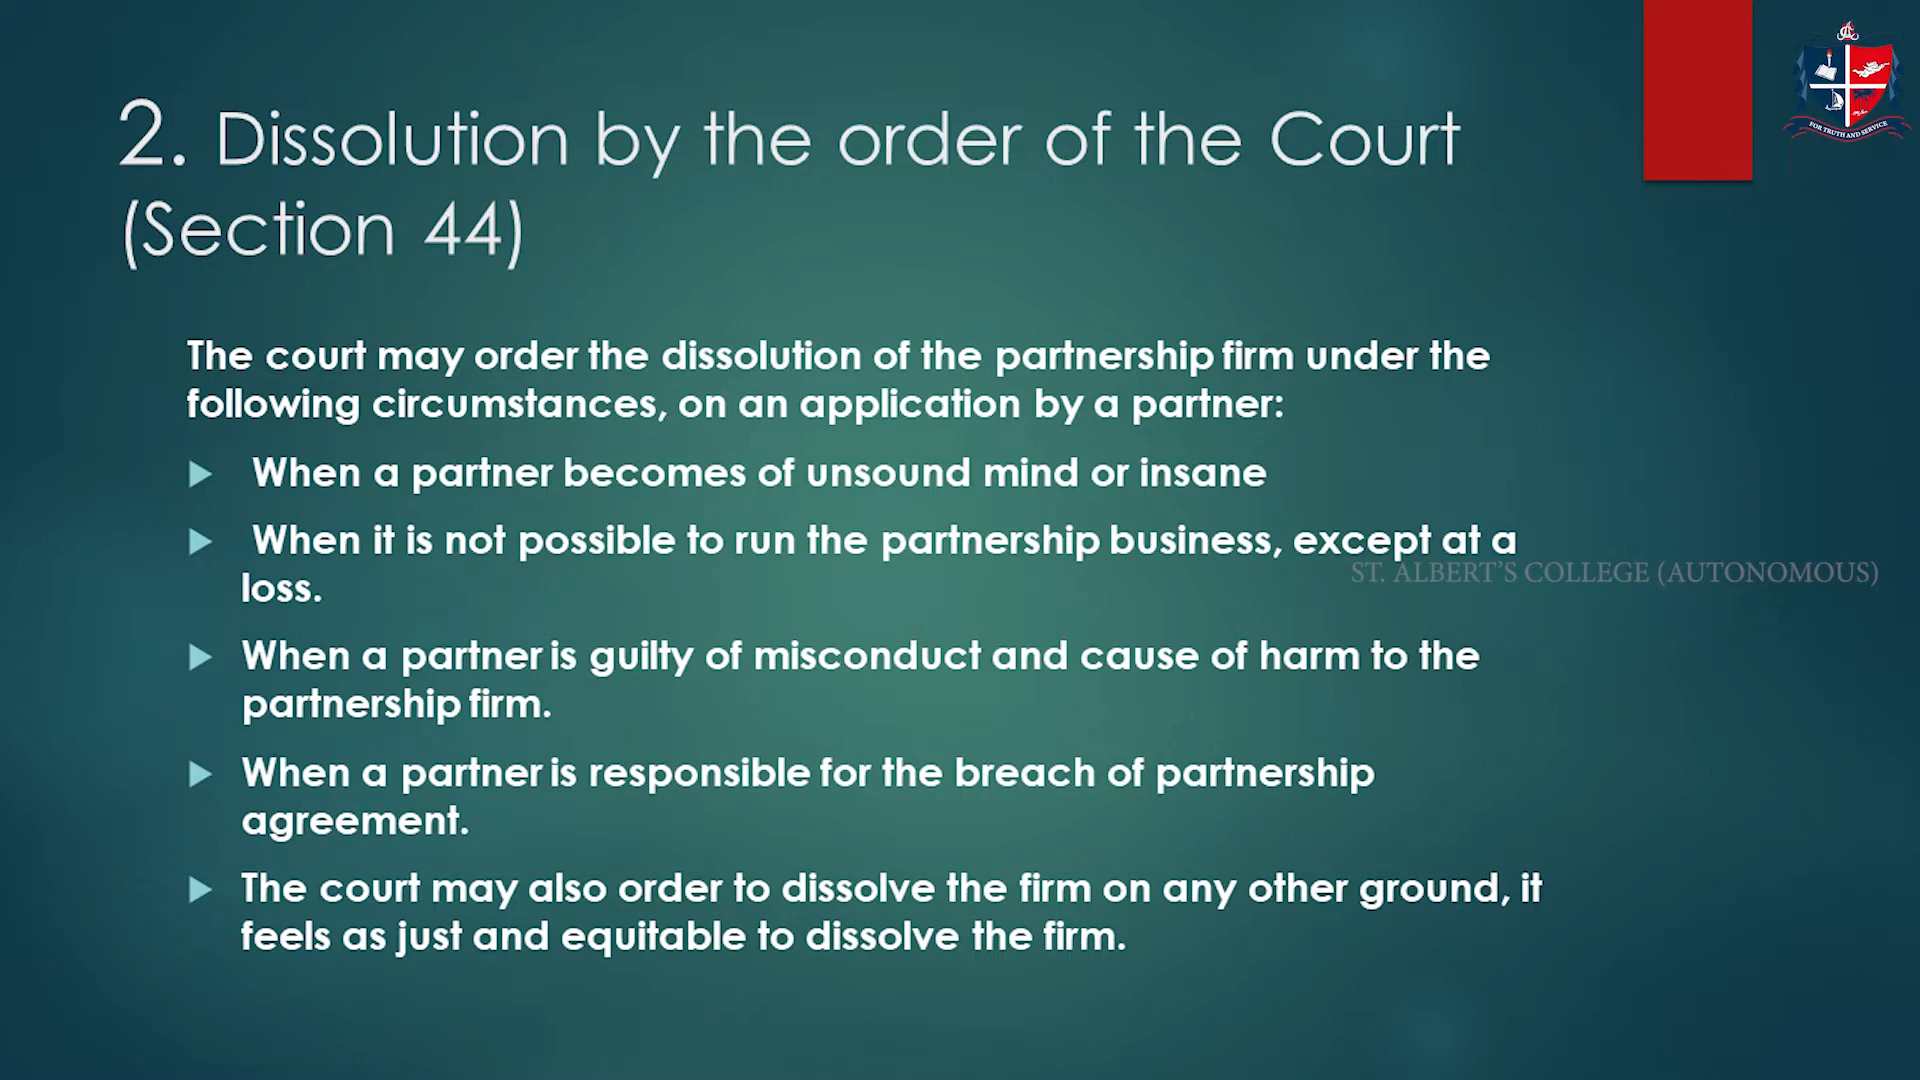 2. Dissolution by the order of the Court
(Section 44)
The court may order the dissolution of the partnership firm under the
following circumstances, on an application by a partner:
When a partner becomes of unsound mind or insane
When it is not possible to run the partnership business, except at a
loss.
ST. ALBERT'S COLLEGE (AUTONOMOUS)
When a partner is guilty of misconduct and cause of harm to the
partnership firm.
When a partner is responsible for the breach of partnership
agreement.
The court may also order to dissolve the firm on any other ground, it
feels as just and equitable to dissolve the firm.
FOR TRUTH AND SERVICE